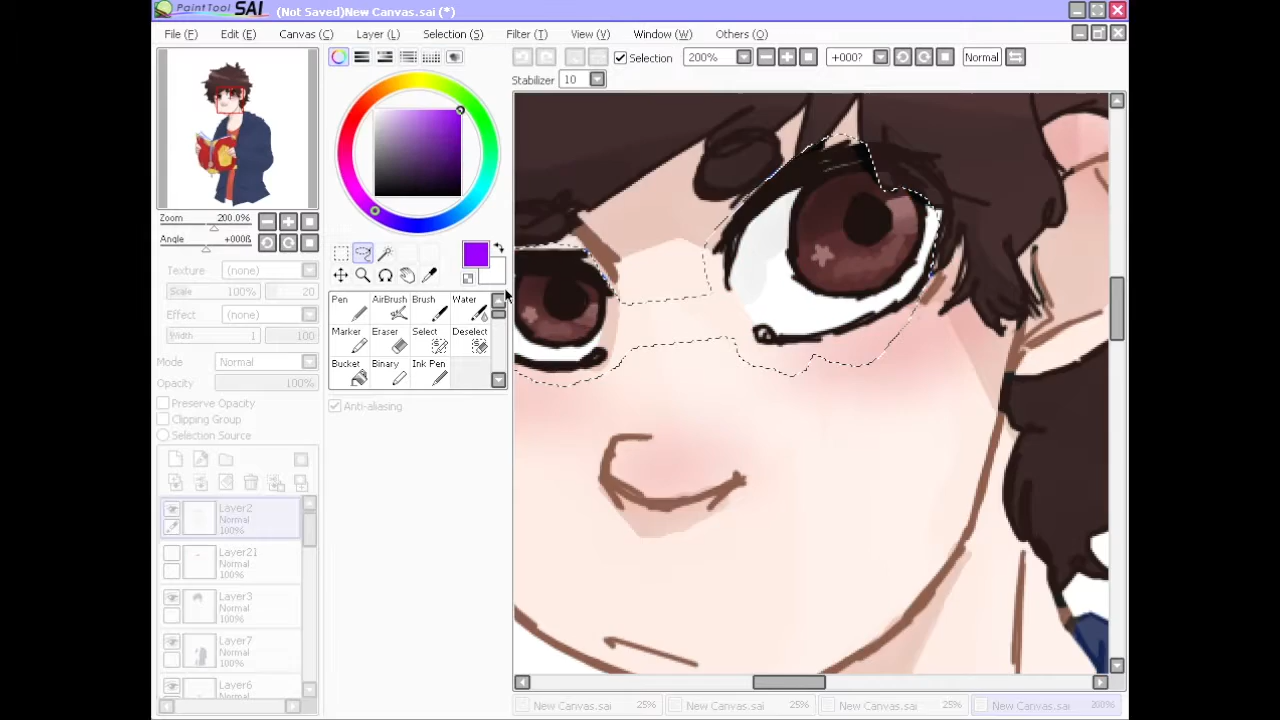 PaintTool SAI (Not Saved)New Canvas.sai (*)
File (F) Edit (E) Canvas (C) Layer (L) Selection (S) Filter (T) View (V) Window (W) Others (O)
Selection 200% +000? Normal
Stabilizer 10
Zoom 200.0%
Angle +000ß
Texture (none)
Scale 100% 20
Effect (none)
Width 1 100
Mode Normal
Opacity 100%
Preserve Opacity
Clipping Group
Selection Source
Pen AirBrush Brush Water
Marker Eraser Select Deselect
Bucket Binary Ink Pen
Anti-aliasing
Layer2
Normal
100%
Layer21
Normal
100%
Layer3
Normal
100%
Layer7
Normal
100%
Layer6
Normal
New Canvas.sai 25% New Canvas.sai 25% New Canvas.sai 25% New Canvas.sai 200%